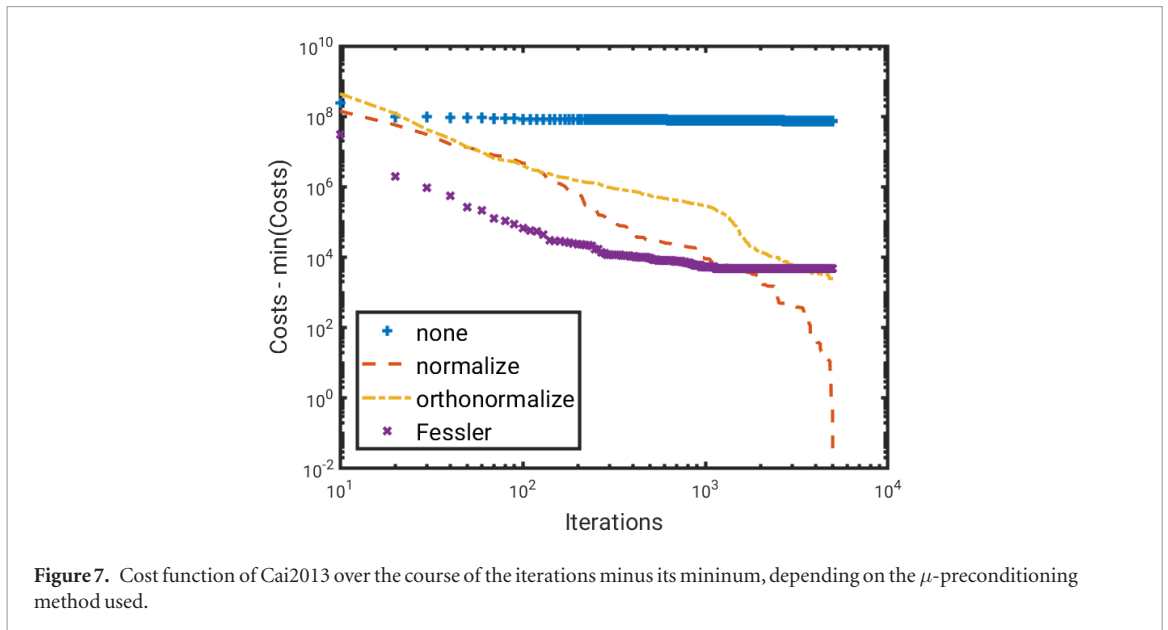 10^10
10^8
10^6
10^4
10^2
10^0
10^-2
Costs - min(Costs)
none
normalize
orthonormalize
Fessler
10^1 10^2 10^3 10^4
Iterations
Figure 7. Cost function of Cai2013 over the course of the iterations minus its mininum, depending on the μ-preconditioning
method used.